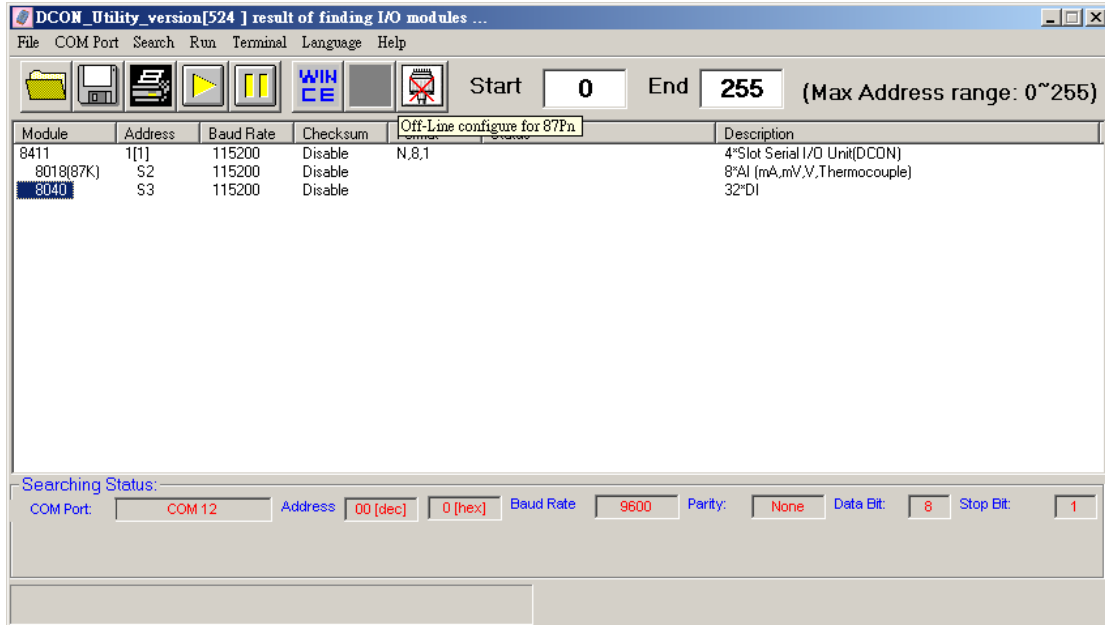 DCON_Utility_version[524 ] result of finding I/O modules ...
File COM Port Search Run Terminal Language Help
WIN CE Start 0 End 255 (Max Address range: 0~255)
Off-Line configure for 87Pn
Module Address Baud Rate Checksum Description
8411 1[1] 115200 Disable N,8,1 4*Slot Serial I/O Unit(DCON)
8018(87K) S2 115200 Disable 8*AI (mA,mV,V,Thermocouple)
8040 S3 115200 Disable 32*DI
Searching Status:
COM Port: COM 12 Address 00 [dec] 0 [hex] Baud Rate 9600 Parity: None Data Bit: 8 Stop Bit: 1